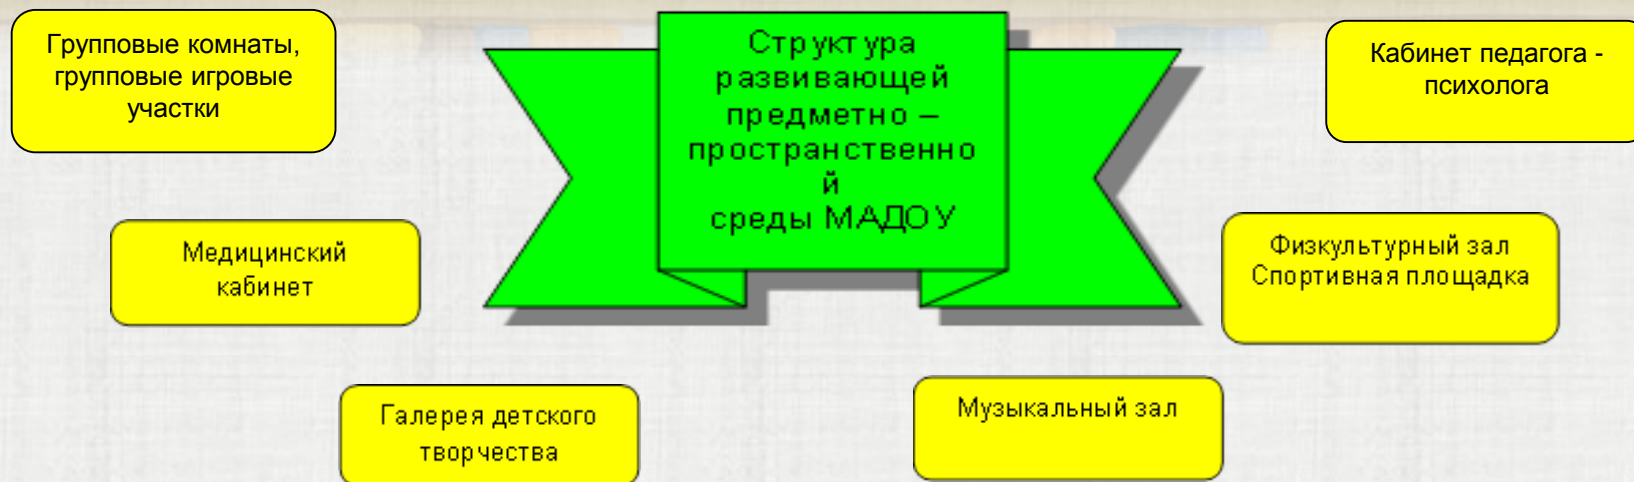 Групповые комнаты,
групповые игровые
участки
Структура
развивающей
предметно –
пространственно
й
среды МАДОУ
Кабинет педагога -
психолога
Медицинский
кабинет
Физкультурный зал
Спортивная площадка
Галерея детского
творчества
Музыкальный зал